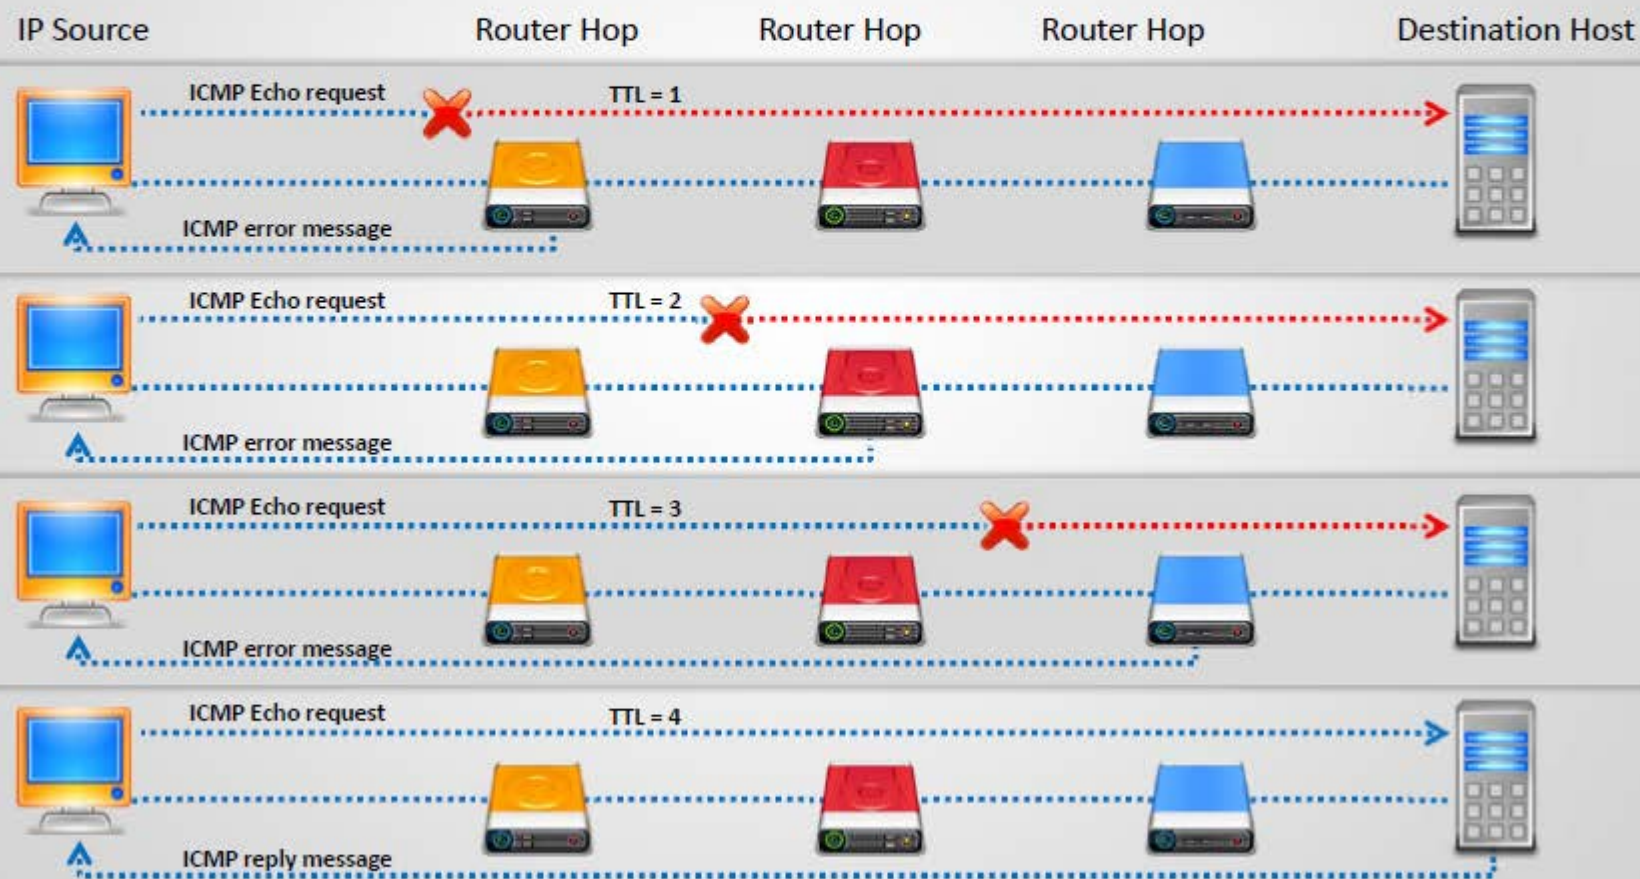 IP Source Router Hop Router Hop Router Hop Destination Host
ICMP Echo request TTL = 1
ICMP error message
ICMP Echo request TTL = 2
ICMP error message
ICMP Echo request TTL = 3
ICMP error message
ICMP Echo request TTL = 4
ICMP reply message